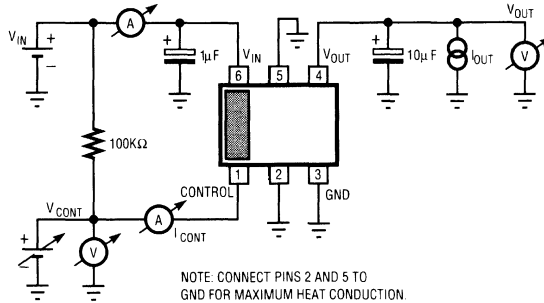 V_OUT
A
V_IN
+
−
+
1μF
V_IN
V_OUT
+
10μF
I_OUT
V
6
5
4
100KΩ
CONTROL
1
2
3
GND
V_CONT
A
I_CONT
+
−
V
NOTE: CONNECT PINS 2 AND 5 TO
GND FOR MAXIMUM HEAT CONDUCTION.